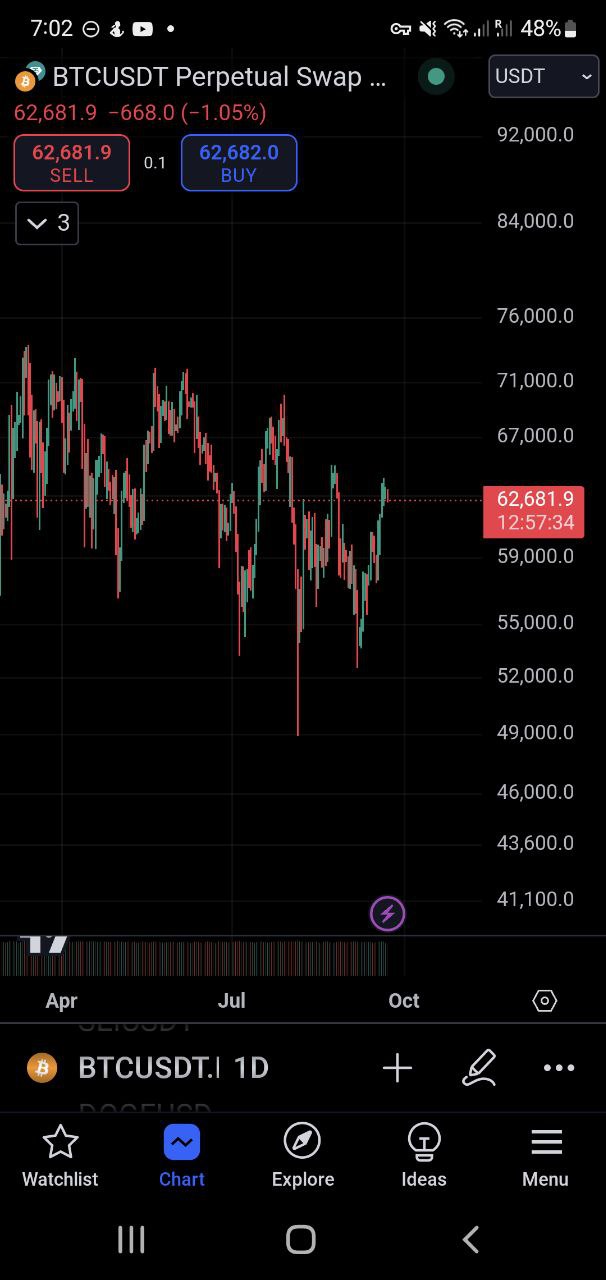 7:02 R 48%
BTCUSDT Perpetual Swap ... USDT
62,681.9 −668.0 (−1.05%)
62,681.9 0.1 62,682.0
SELL BUY
3
92,000.0
84,000.0
76,000.0
71,000.0
67,000.0
62,681.9
12:57:34
59,000.0
55,000.0
52,000.0
49,000.0
46,000.0
43,600.0
41,100.0
Apr Jul Oct
BTCUSDT. 1D
Watchlist Chart Explore Ideas Menu